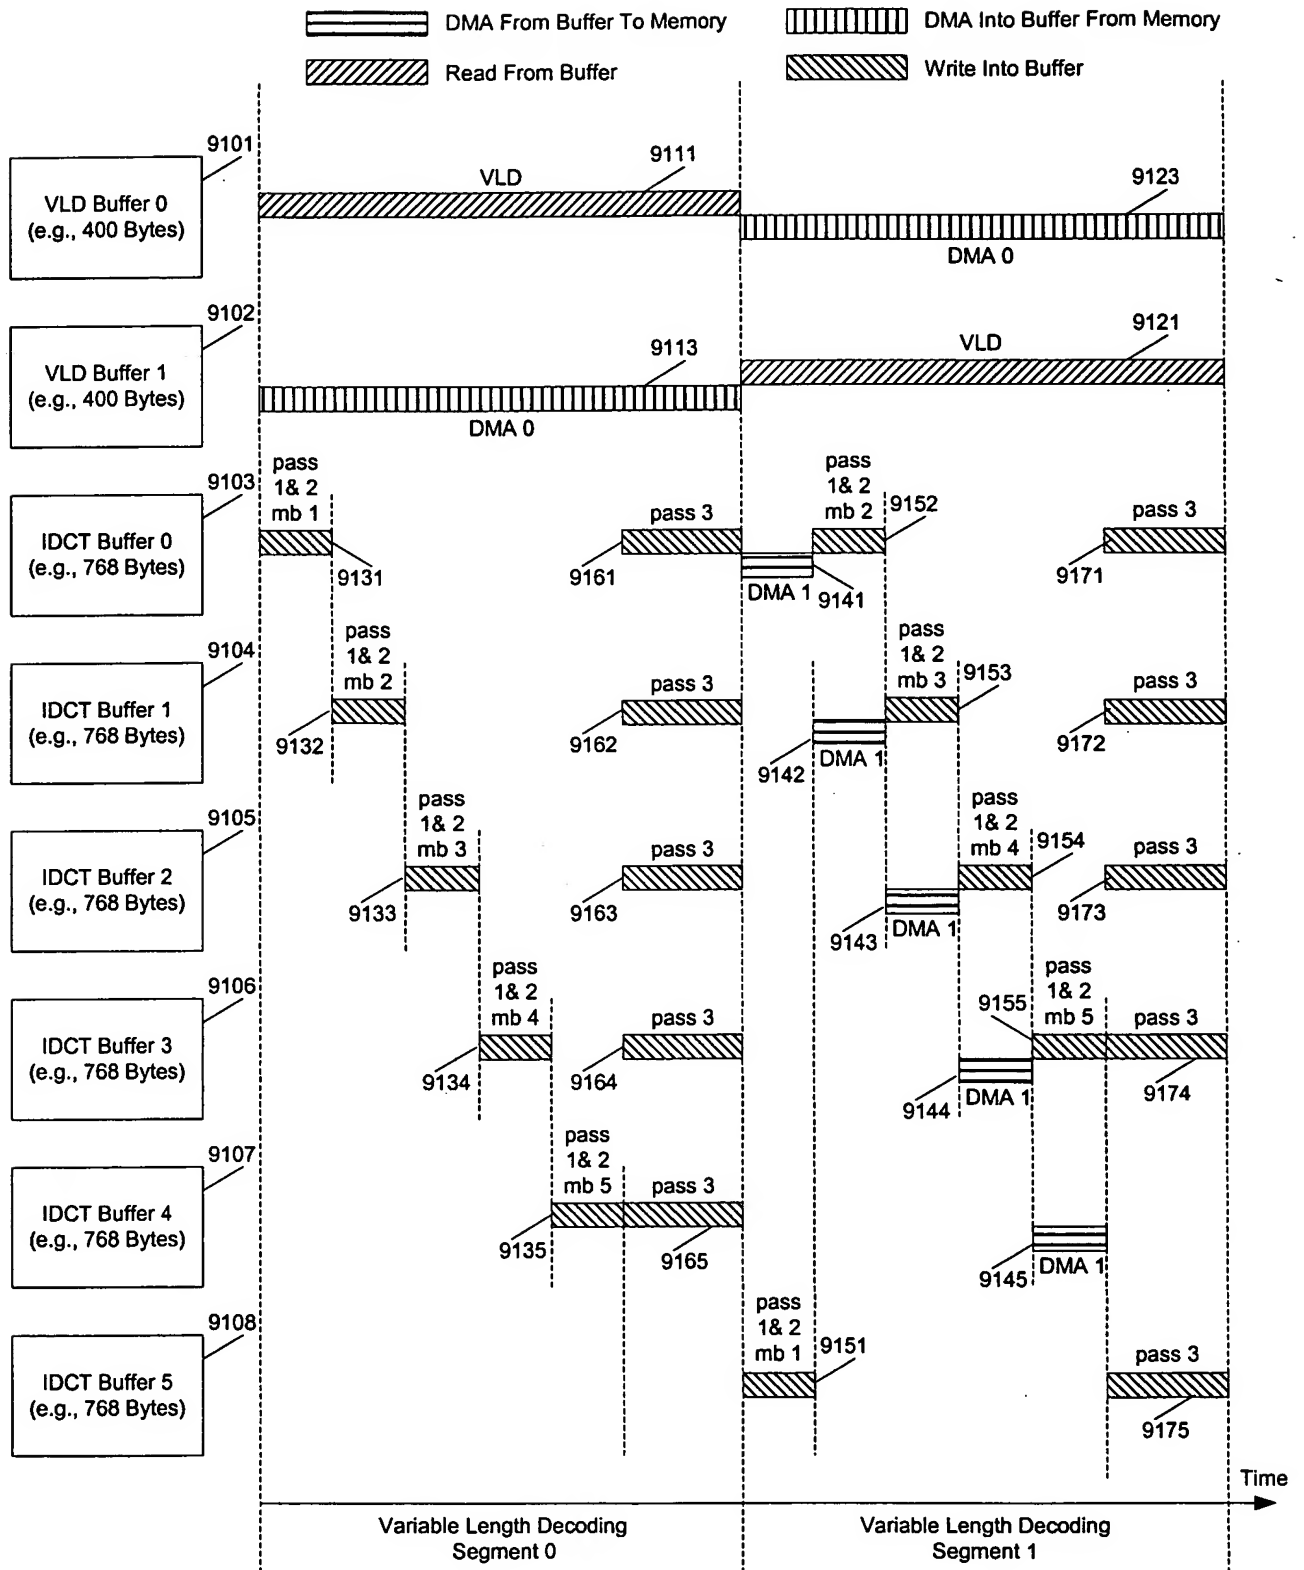 DMA From Buffer To Memory
DMA Into Buffer From Memory
Read From Buffer
Write Into Buffer
9101
VLD Buffer 0
(e.g., 400 Bytes)
VLD
9111
9123
DMA 0
9102
VLD Buffer 1
(e.g., 400 Bytes)
9113
DMA 0
VLD
9121
9103
IDCT Buffer 0
(e.g., 768 Bytes)
pass
1& 2
mb 1
9131
pass 3
9161
DMA 1
9141
pass
1& 2
mb 2
9152
pass 3
9171
9104
IDCT Buffer 1
(e.g., 768 Bytes)
pass
1& 2
mb 2
9132
pass 3
9162
DMA 1
9142
pass
1& 2
mb 3
9153
pass 3
9172
9105
IDCT Buffer 2
(e.g., 768 Bytes)
pass
1& 2
mb 3
9133
pass 3
9163
DMA 1
9143
pass
1& 2
mb 4
9154
pass 3
9173
9106
IDCT Buffer 3
(e.g., 768 Bytes)
pass
1& 2
mb 4
9134
pass 3
9164
DMA 1
9144
pass
1& 2
mb 5
9155
pass 3
9174
9107
IDCT Buffer 4
(e.g., 768 Bytes)
pass
1& 2
mb 5
9135
pass 3
9165
DMA 1
9145
9108
IDCT Buffer 5
(e.g., 768 Bytes)
pass
1& 2
mb 1
9151
pass 3
9175
Time
Variable Length Decoding
Segment 0
Variable Length Decoding
Segment 1